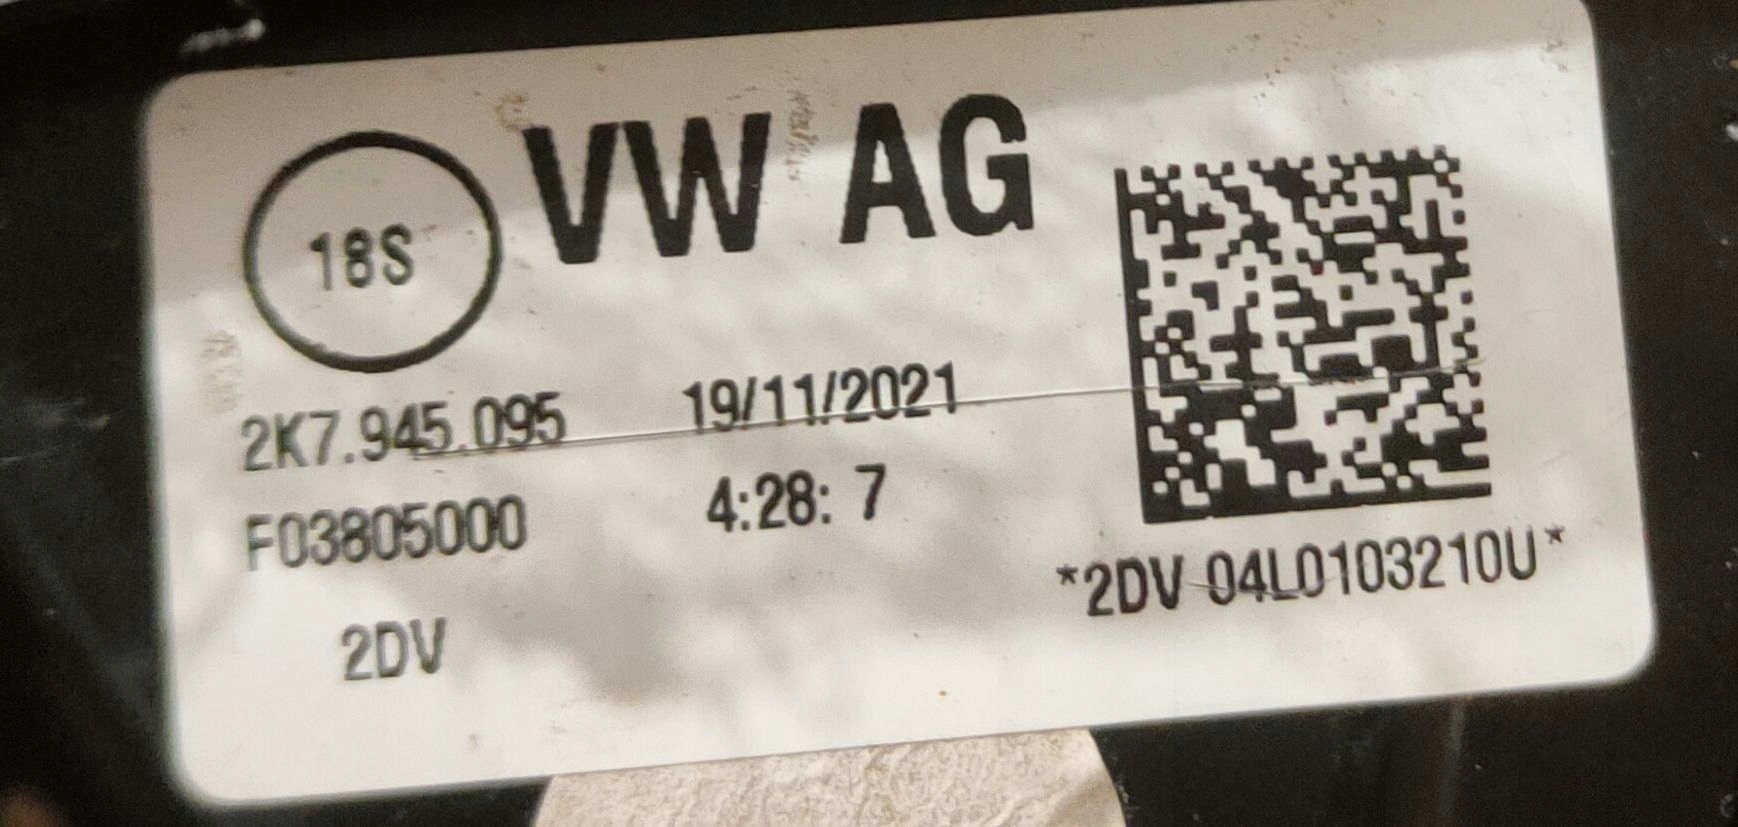 18S
VW AG
2K7.945.095 19/11/2021
F03805000 4:28: 7
2DV
*2DV 04L0103210U*